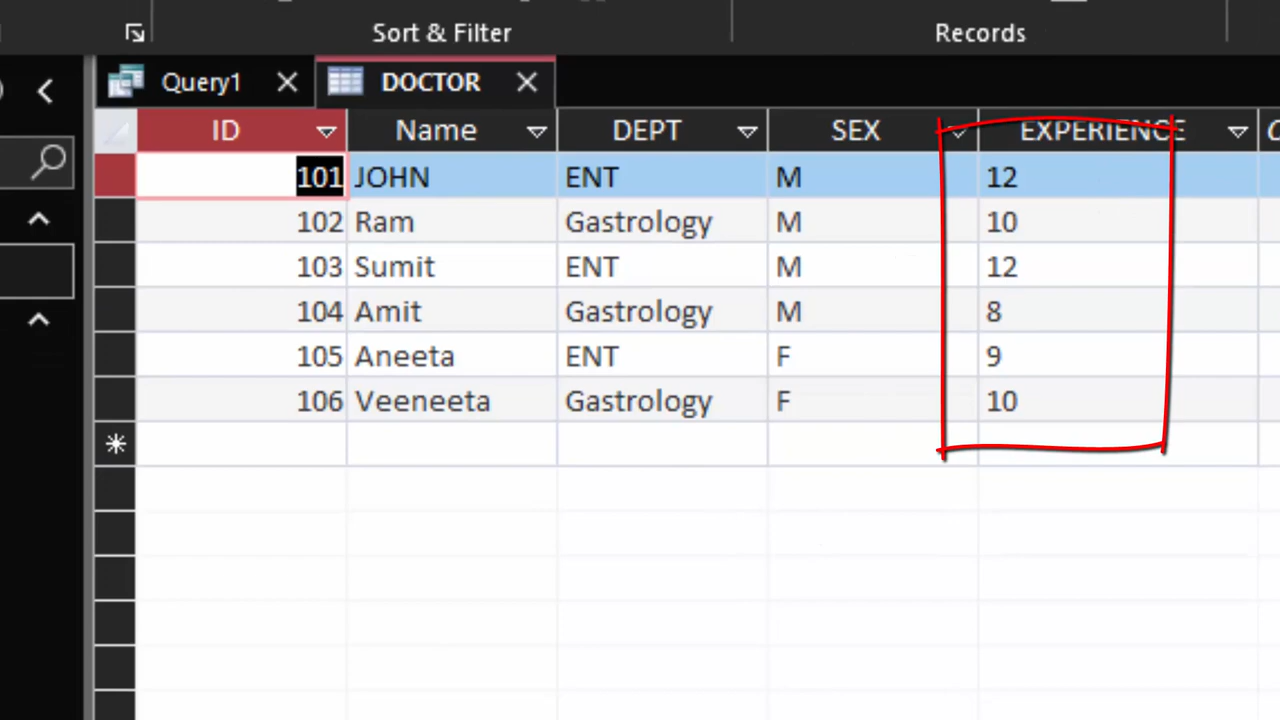 Sort & Filter Records
Query1 DOCTOR
ID Name DEPT SEX EXPERIENCE
101 JOHN ENT M 12
102 Ram Gastrology M 10
103 Sumit ENT M 12
104 Amit Gastrology M 8
105 Aneeta ENT F 9
106 Veeneeta Gastrology F 10